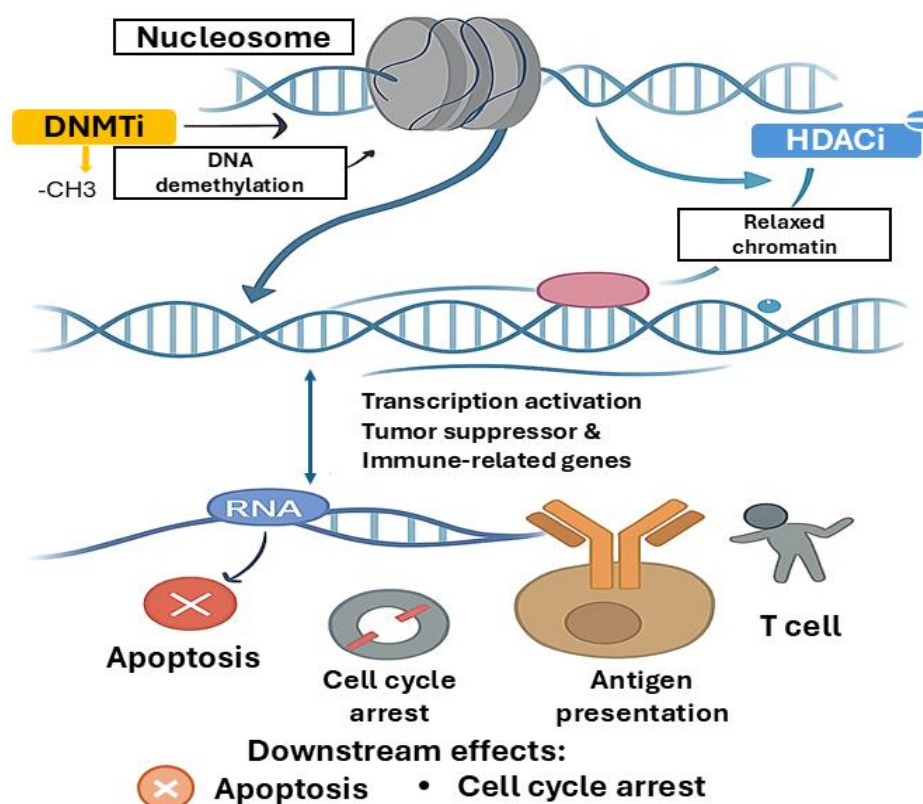 Nucleosome
DNMTi
DNA
demethylation
-CH3
HDACi
Relaxed
chromatin
Transcription activation
Tumor suppressor &
Immune-related genes
RNA
Apoptosis
Cell cycle
arrest
Antigen
presentation
T cell
Downstream effects:
Apoptosis • Cell cycle arrest